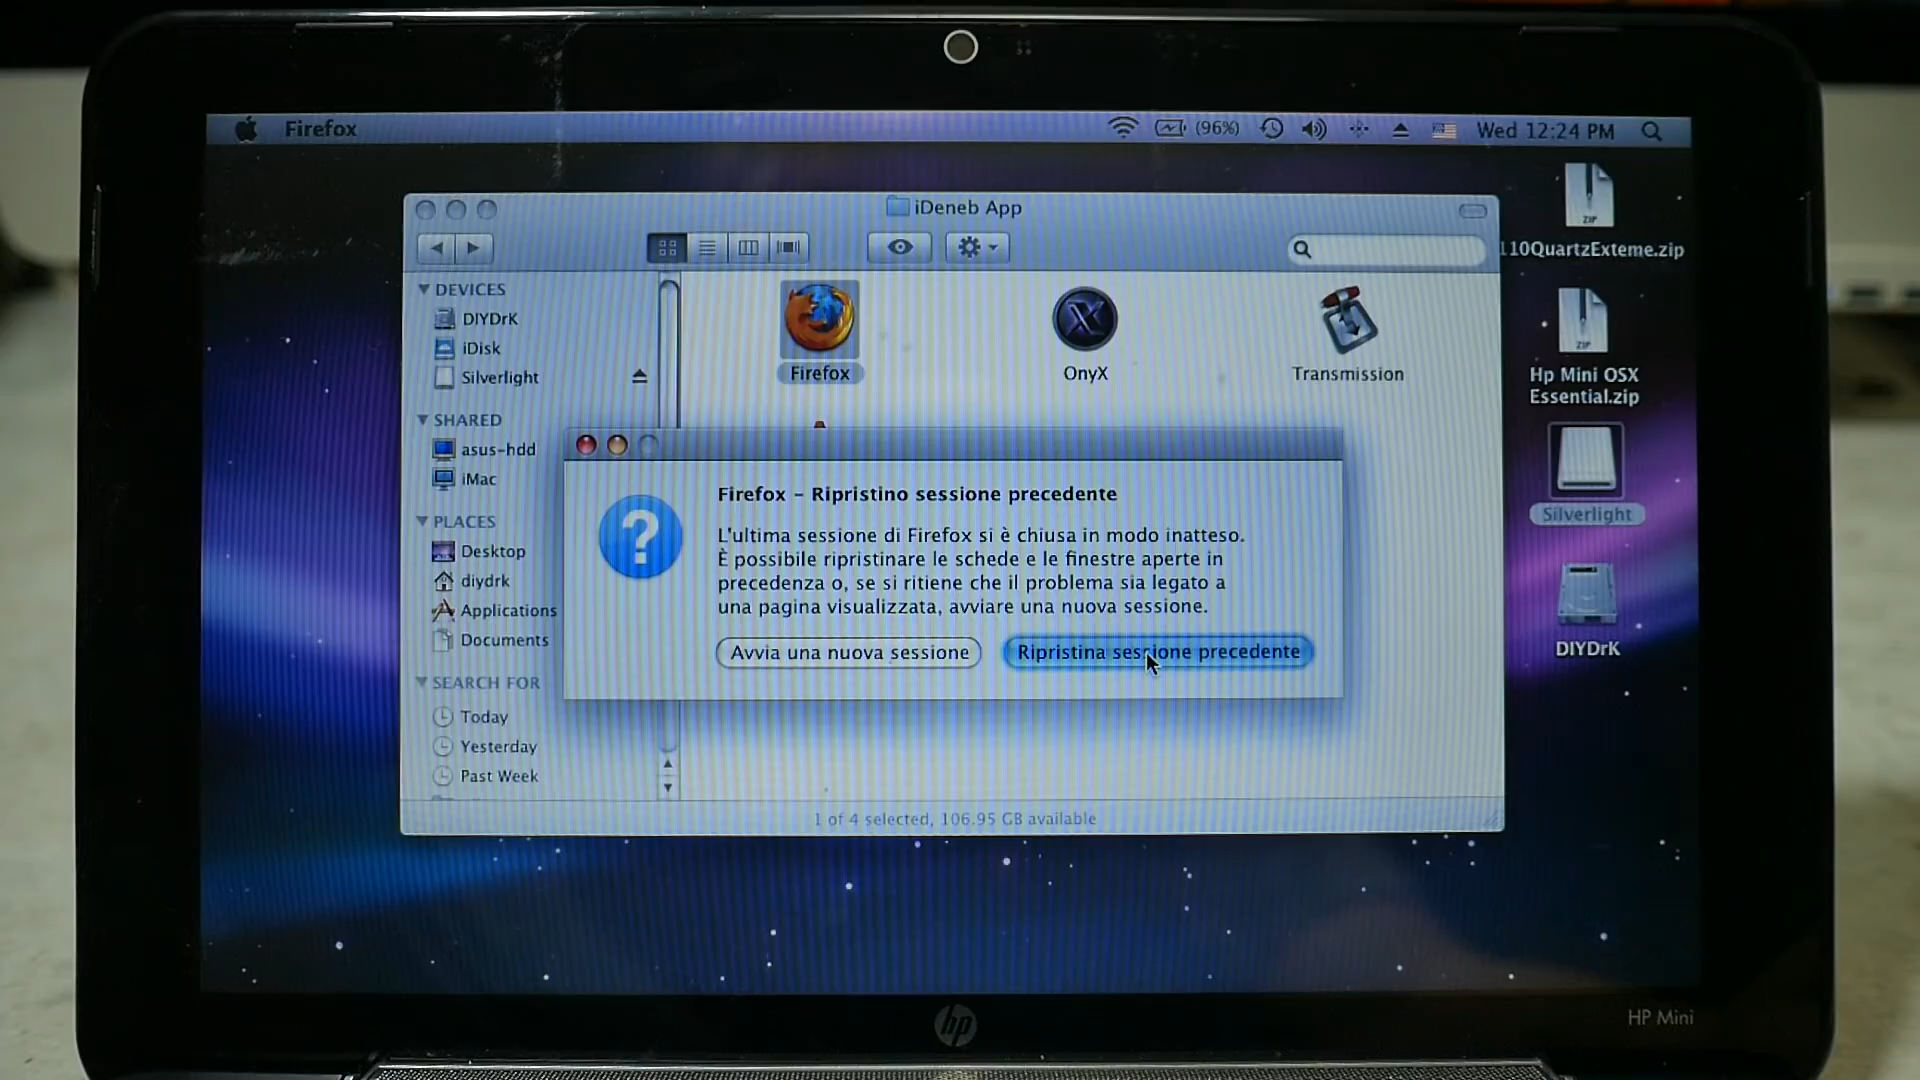 Firefox
(96%)
Wed 12:24 PM
iDeneb App
DEVICES
DIYDrK
iDisk
Silverlight
SHARED
asus-hdd
iMac
PLACES
Desktop
diydrk
Applications
Documents
SEARCH FOR
Today
Yesterday
Past Week
Firefox
OnyX
Transmission
Firefox – Ripristino sessione precedente
L'ultima sessione di Firefox si è chiusa in modo inatteso.
È possibile ripristinare le schede e le finestre aperte in
precedenza o, se si ritiene che il problema sia legato a
una pagina visualizzata, avviare una nuova sessione.
Avvia una nuova sessione
Ripristina sessione precedente
1 of 4 selected, 106.95 GB available
ZIP
110QuartzExteme.zip
ZIP
Hp Mini OSX
Essential.zip
Silverlight
DIYDrK
hp
HP Mini